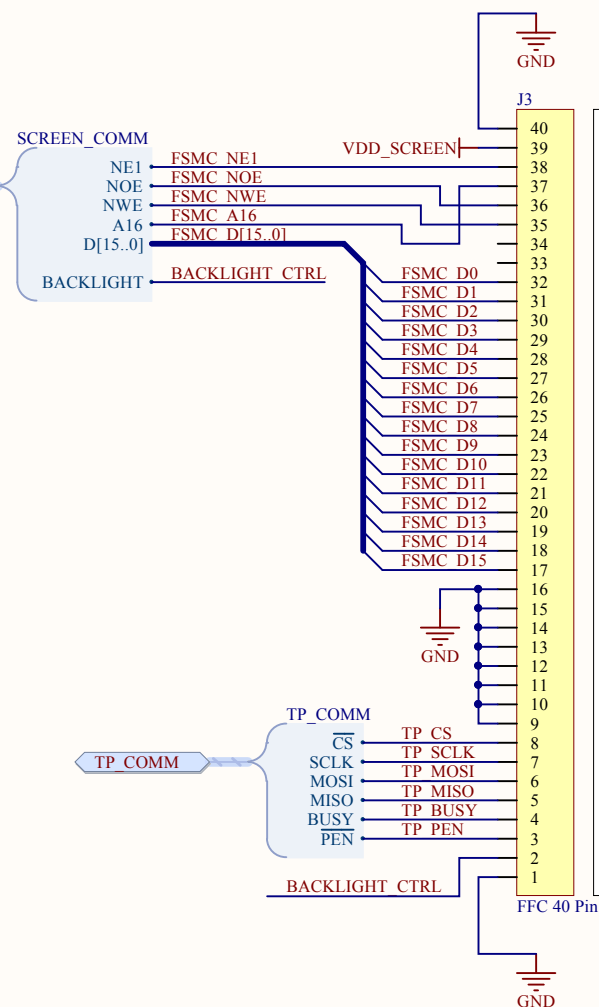 GND
J3
40
SCREEN_COMM
VDD_SCREEN 39
NE1 FSMC_NE1 38
NOE FSMC_NOE 37
NWE FSMC_NWE 36
A16 FSMC_A16 35
D[15..0] FSMC_D[15..0] 34
33
BACKLIGHT BACKLIGHT_CTRL FSMC_D0 32
FSMC_D1 31
FSMC_D2 30
FSMC_D3 29
FSMC_D4 28
FSMC_D5 27
FSMC_D6 26
FSMC_D7 25
FSMC_D8 24
FSMC_D9 23
FSMC_D10 22
FSMC_D11 21
FSMC_D12 20
FSMC_D13 19
FSMC_D14 18
FSMC_D15 17
16
15
14
13
GND 12
11
10
TP_COMM 9
CS TP_CS 8
TP_COMM SCLK TP_SCLK 7
MOSI TP_MOSI 6
MISO TP_MISO 5
BUSY TP_BUSY 4
PEN TP_PEN 3
2
BACKLIGHT_CTRL 1
FFC 40 Pin
GND